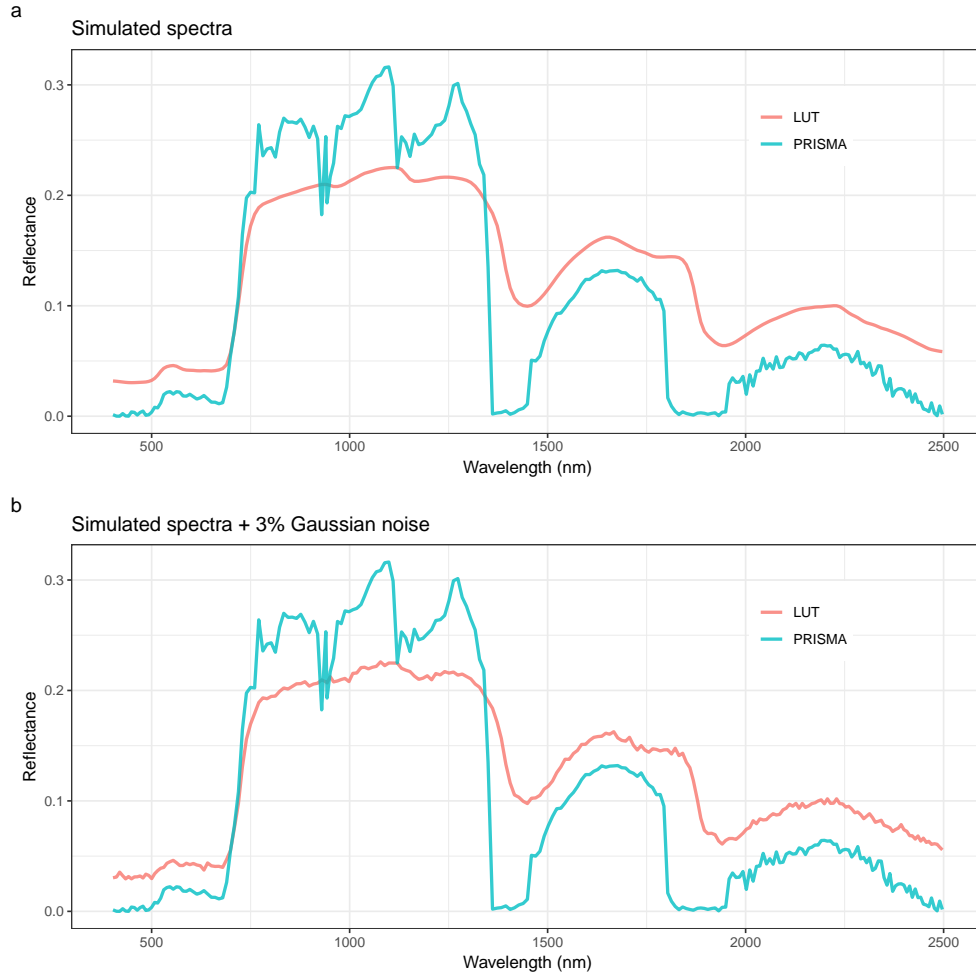 a
Simulated spectra
0.3
0.2
0.1
0.0
Reflectance
LUT
PRISMA
500 1000 1500 2000 2500
Wavelength (nm)
b
Simulated spectra + 3% Gaussian noise
0.3
0.2
0.1
0.0
Reflectance
LUT
PRISMA
500 1000 1500 2000 2500
Wavelength (nm)